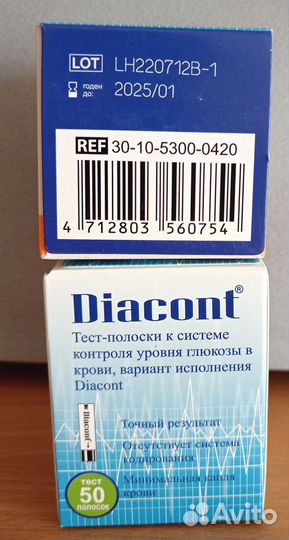 LOT LH220712B-1
годен
до: 2025/01
REF 30-10-5300-0420
4 712803 560754
Diacont®
Тест-полоски к системе
контроля уровня глюкозы в
крови, вариант исполнения
Diacont
Diacont
Точный результат
Отсутствует система
кодирования
Минимальная капля
крови
тест
50
полосок
Avito